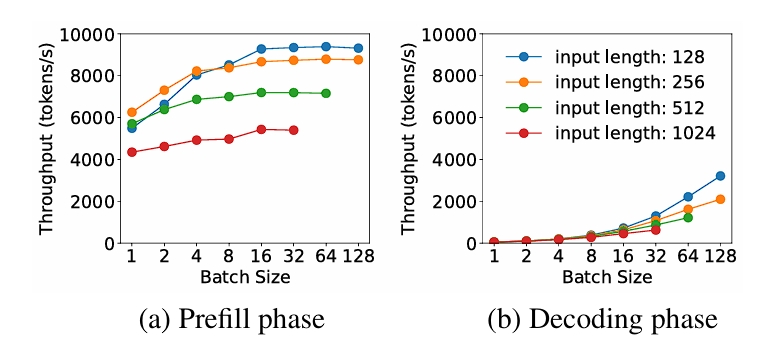 10000
8000
6000
4000
2000
0
Throughput (tokens/s)
1 2 4 8 16 32 64 128
Batch Size
(a) Prefill phase
10000
8000
6000
4000
2000
0
Throughput (tokens/s)
input length: 128
input length: 256
input length: 512
input length: 1024
1 2 4 8 16 32 64 128
Batch Size
(b) Decoding phase